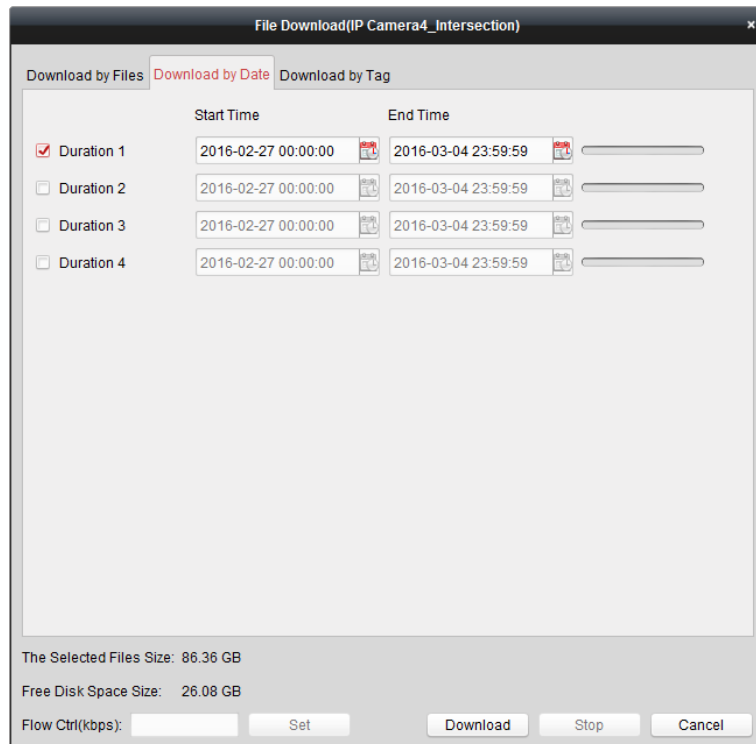 File Download(IP Camera4_Intersection) ×
Download by Files Download by Date Download by Tag
Start Time End Time
Duration 1 2016-02-27 00:00:00 2016-03-04 23:59:59
Duration 2 2016-02-27 00:00:00 2016-03-04 23:59:59
Duration 3 2016-02-27 00:00:00 2016-03-04 23:59:59
Duration 4 2016-02-27 00:00:00 2016-03-04 23:59:59
The Selected Files Size: 86.36 GB
Free Disk Space Size: 26.08 GB
Flow Ctrl(kbps): Set Download Stop Cancel